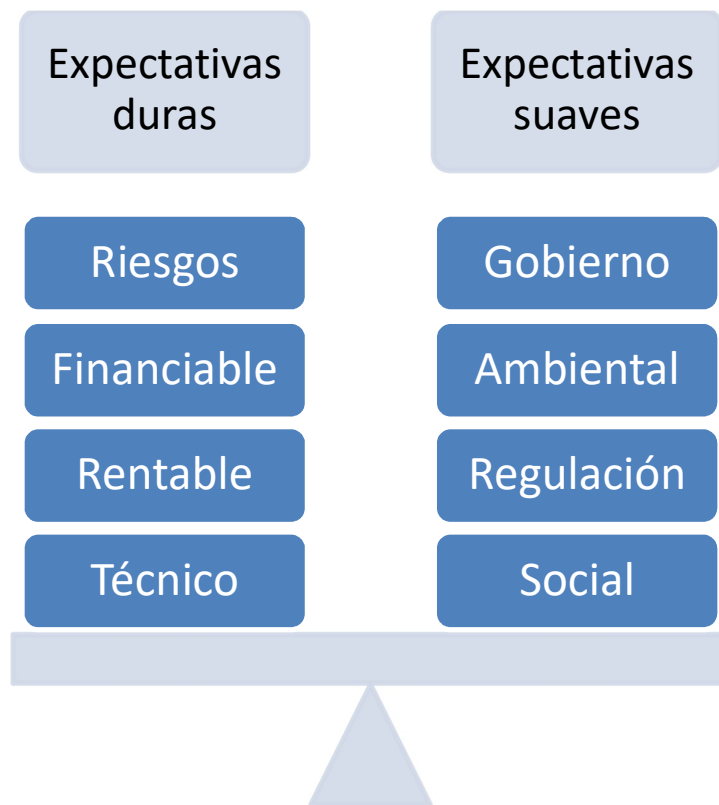 Expectativas
duras
Riesgos
Financiable
Rentable
Técnico
Expectativas
suaves
Gobierno
Ambiental
Regulación
Social